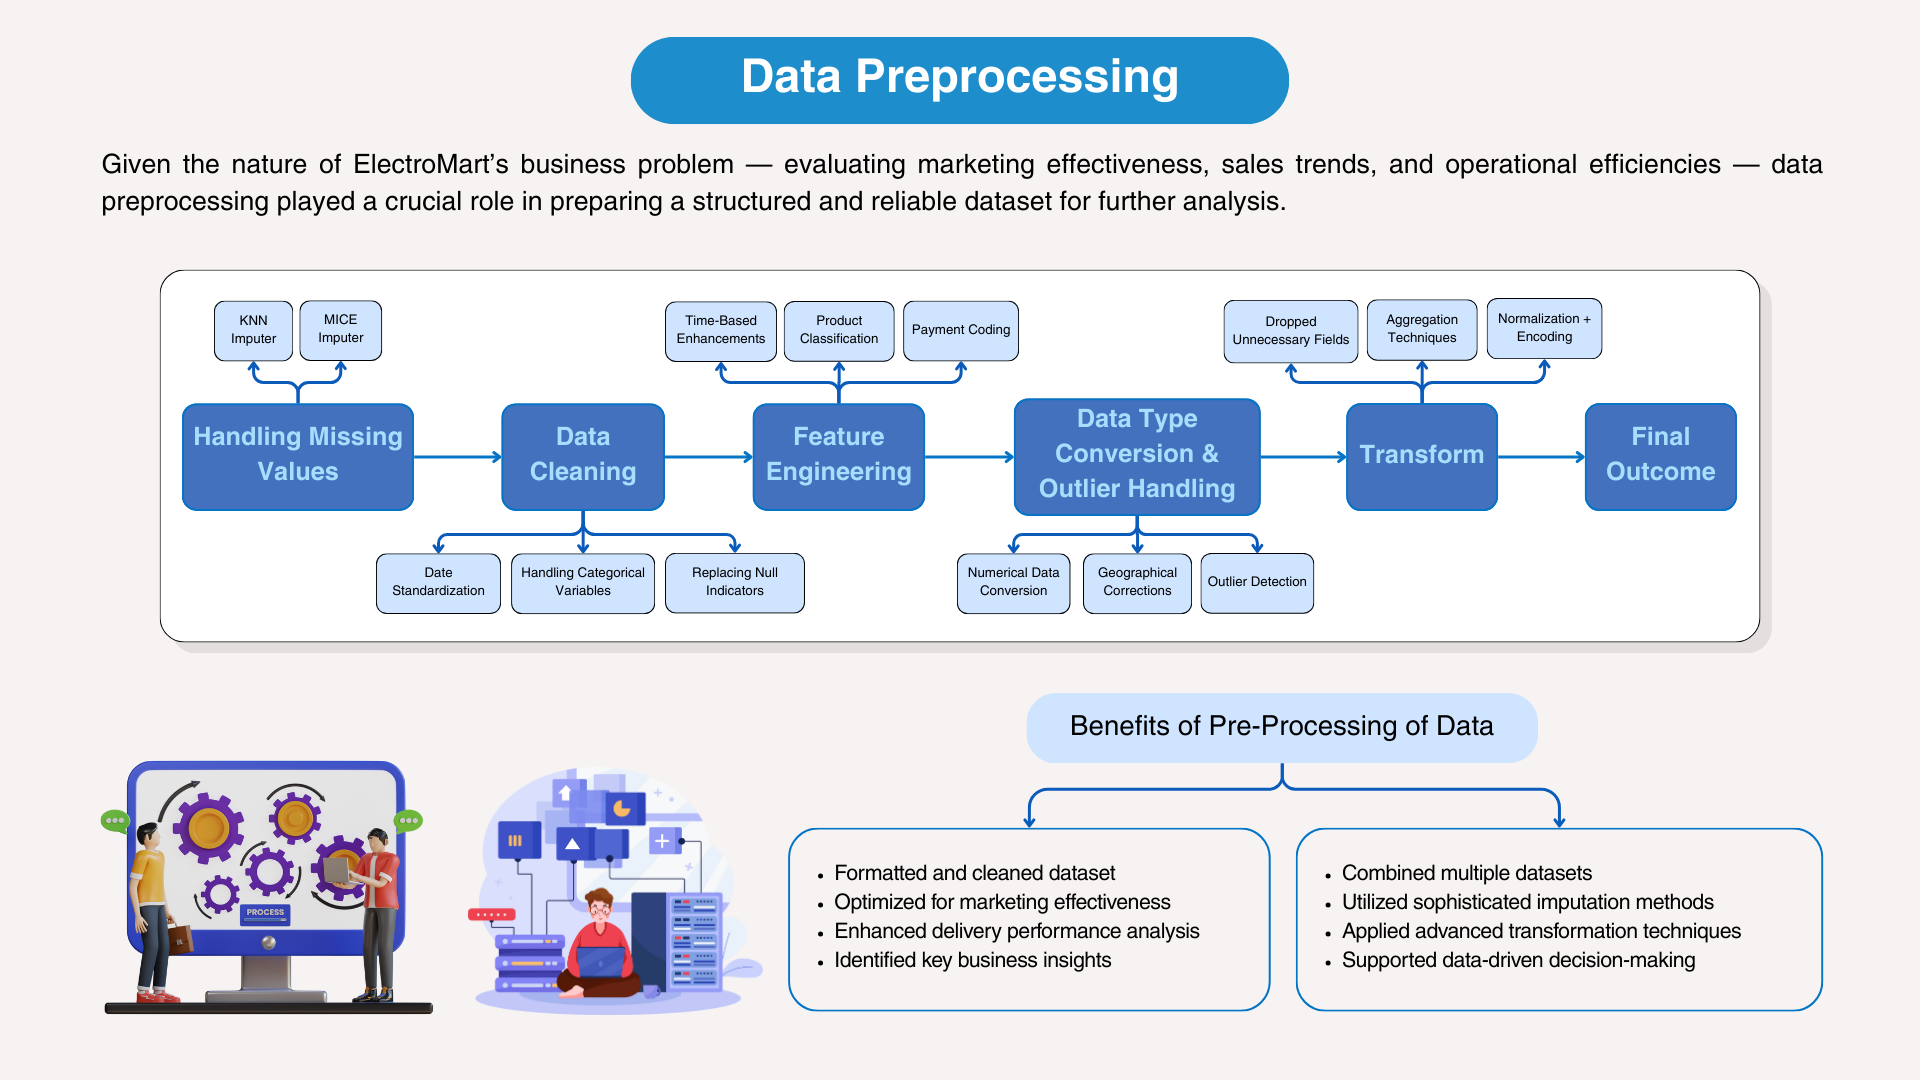 Data Preprocessing
Given the nature of ElectroMart’s business problem — evaluating marketing effectiveness, sales trends, and operational efficiencies — data
preprocessing played a crucial role in preparing a structured and reliable dataset for further analysis.
KNN
Imputer
MICE
Imputer
Time-Based
Enhancements
Product
Classification
Payment Coding
Dropped
Unnecessary Fields
Aggregation
Techniques
Normalization +
Encoding
Handling Missing
Values
Data
Cleaning
Feature
Engineering
Data Type
Conversion &
Outlier Handling
Transform
Final
Outcome
Date
Standardization
Handling Categorical
Variables
Replacing Null
Indicators
Numerical Data
Conversion
Geographical
Corrections
Outlier Detection
Benefits of Pre-Processing of Data
PROCESS
• Formatted and cleaned dataset
• Optimized for marketing effectiveness
• Enhanced delivery performance analysis
• Identified key business insights
• Combined multiple datasets
• Utilized sophisticated imputation methods
• Applied advanced transformation techniques
• Supported data-driven decision-making